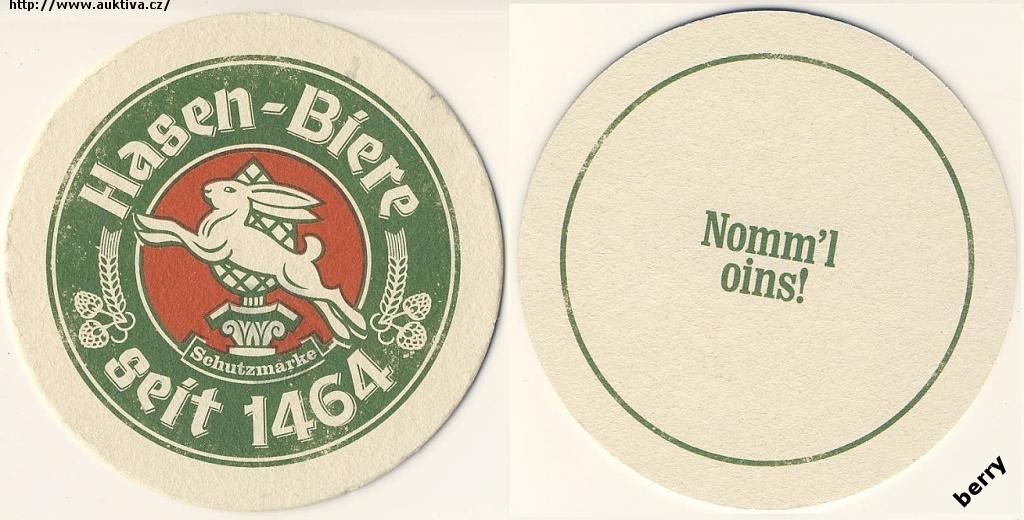 http://www.auktiva.cz/
Hasen-Biere
Schutzmarke
seit 1464
Nomm'l
oins!
berry